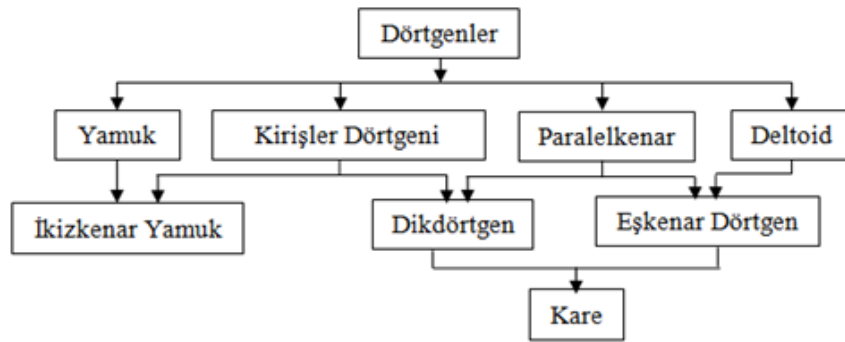 Dörtgenler
Yamuk
Kirişler Dörtgeni
Paralelkenar
Deltoid
İkizkenar Yamuk
Dikdörtgen
Eşkenar Dörtgen
Kare